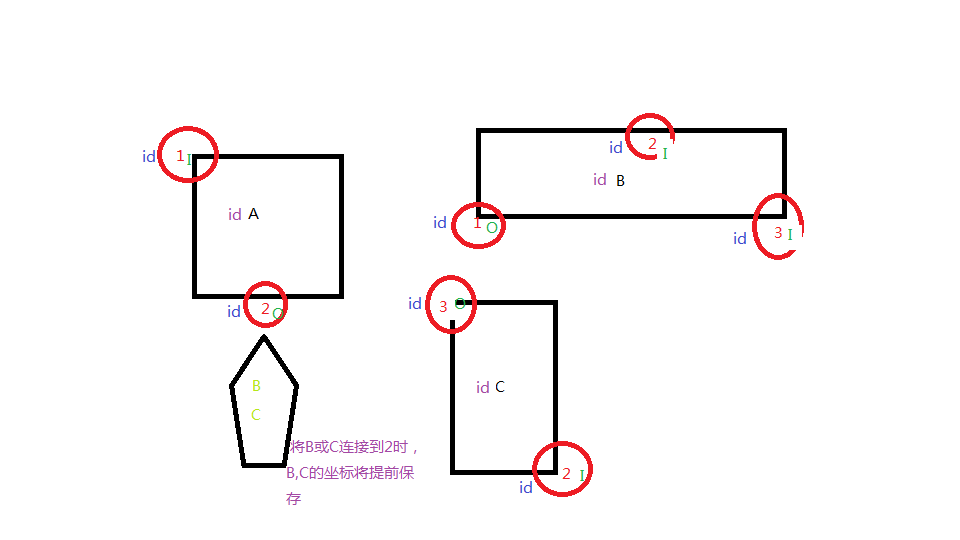 id 1 I
id A
id 2 O
id 2 I
id B
id 1 O
id 3 I
id 3 O
id C
id 2 I
B
C
将B或C连接到2时，
B,C的坐标将提前保
存